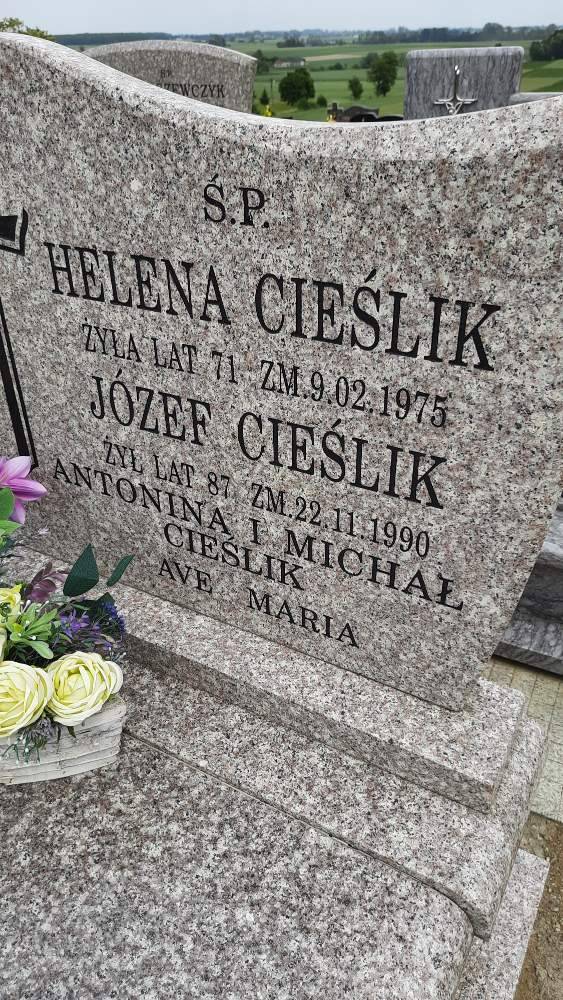 Ś.P.
HELENA CIEŚLIK
ŻYŁA LAT 71 ZM.9.02.1975
JÓZEF CIEŚLIK
ŻYŁ LAT 87 ZM.22.11.1990
ANTONINA I MICHAŁ
CIEŚLIK
AVE MARIA